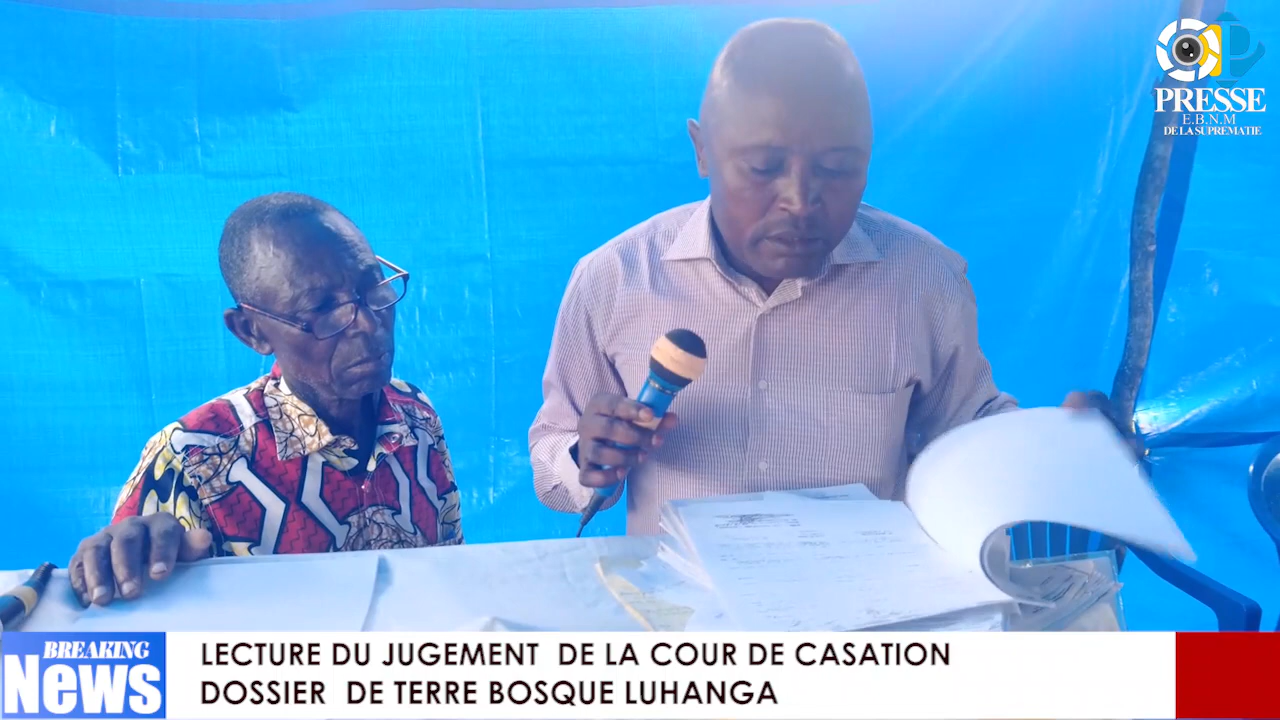 PRESSE
E.B.N.M
DE LA SUPREMATIE
BREAKING
NEWS
LECTURE DU JUGEMENT DE LA COUR DE CASATION
DOSSIER DE TERRE BOSQUE LUHANGA